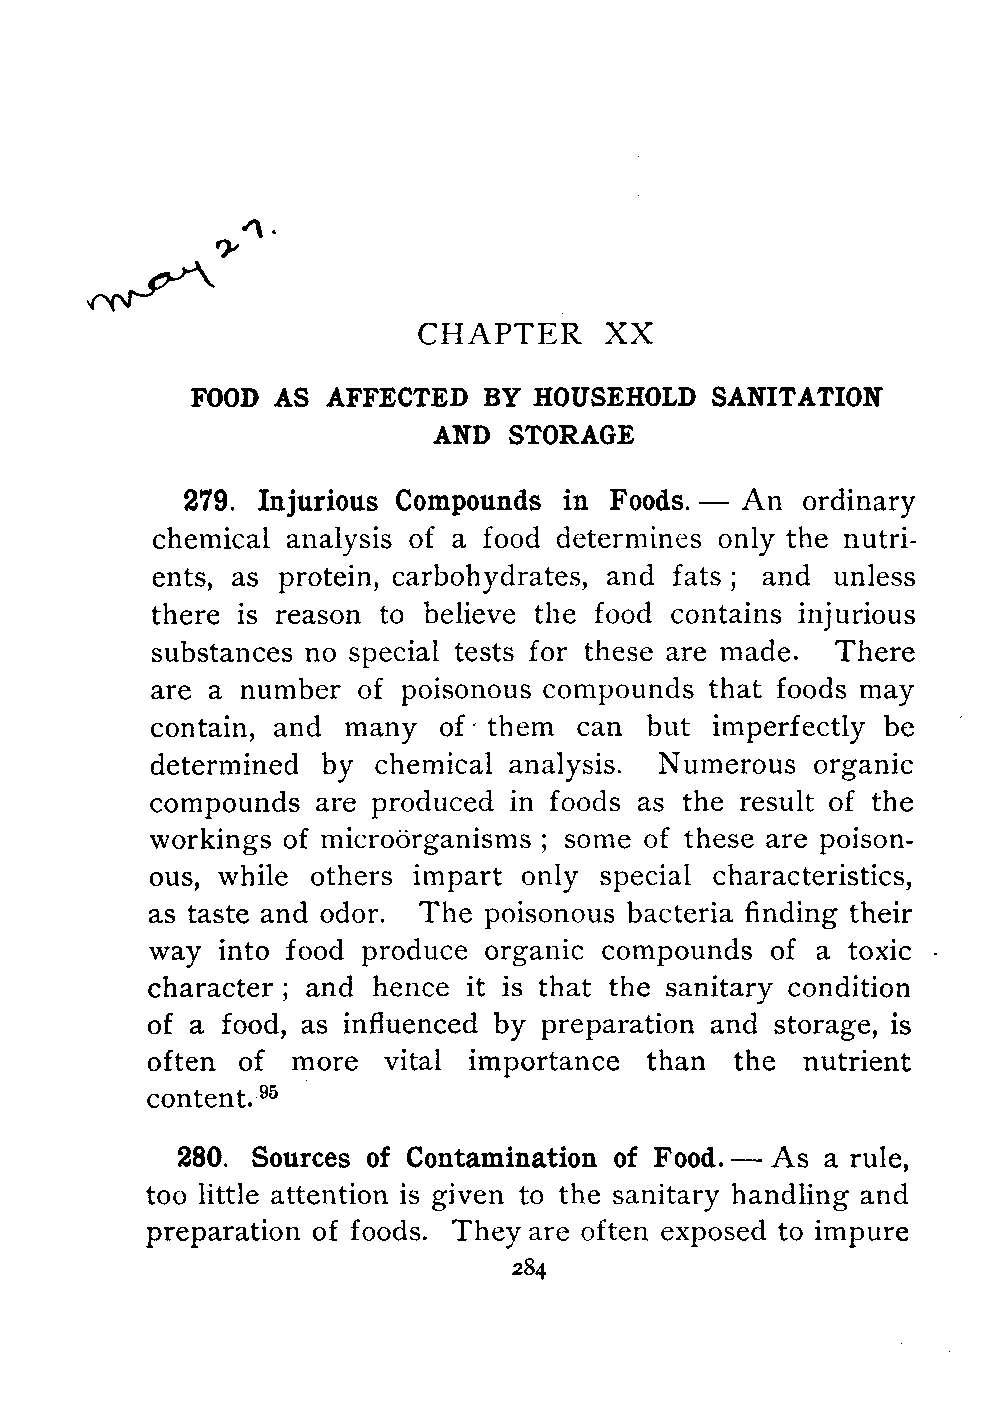 may 27.
CHAPTER XX
FOOD AS AFFECTED BY HOUSEHOLD SANITATION
AND STORAGE
279. Injurious Compounds in Foods. — An ordinary
chemical analysis of a food determines only the nutri-
ents, as protein, carbohydrates, and fats; and unless
there is reason to believe the food contains injurious
substances no special tests for these are made. There
are a number of poisonous compounds that foods may
contain, and many of them can but imperfectly be
determined by chemical analysis. Numerous organic
compounds are produced in foods as the result of the
workings of microörganisms; some of these are poison-
ous, while others impart only special characteristics,
as taste and odor. The poisonous bacteria finding their
way into food produce organic compounds of a toxic
character; and hence it is that the sanitary condition
of a food, as influenced by preparation and storage, is
often of more vital importance than the nutrient
content.95
280. Sources of Contamination of Food. — As a rule,
too little attention is given to the sanitary handling and
preparation of foods. They are often exposed to impure
284